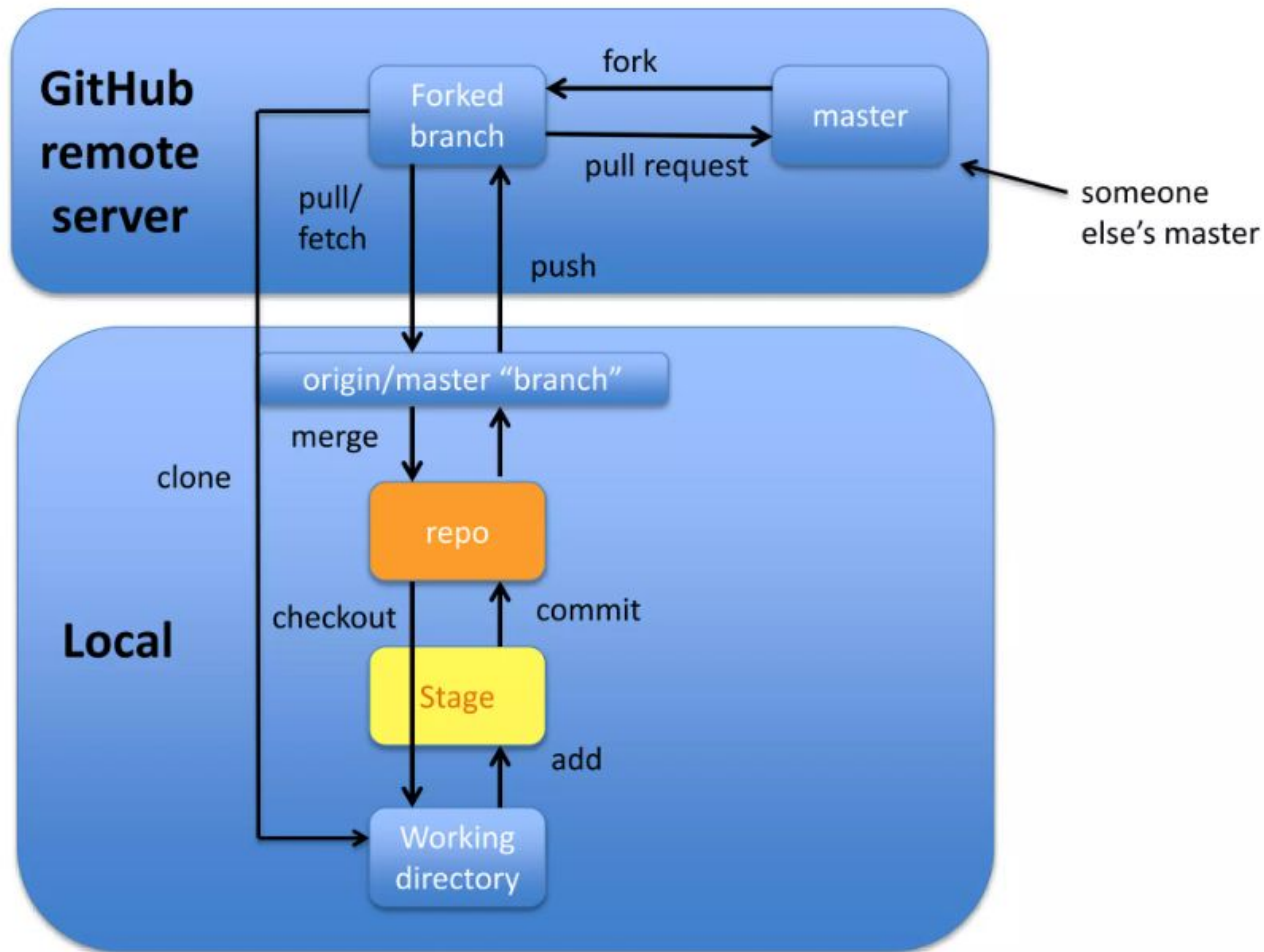 GitHub
remote
server
Forked
branch
fork
master
pull request
someone
else's master
pull/
fetch
push
origin/master “branch”
merge
clone
repo
checkout
commit
Local
Stage
add
Working
directory